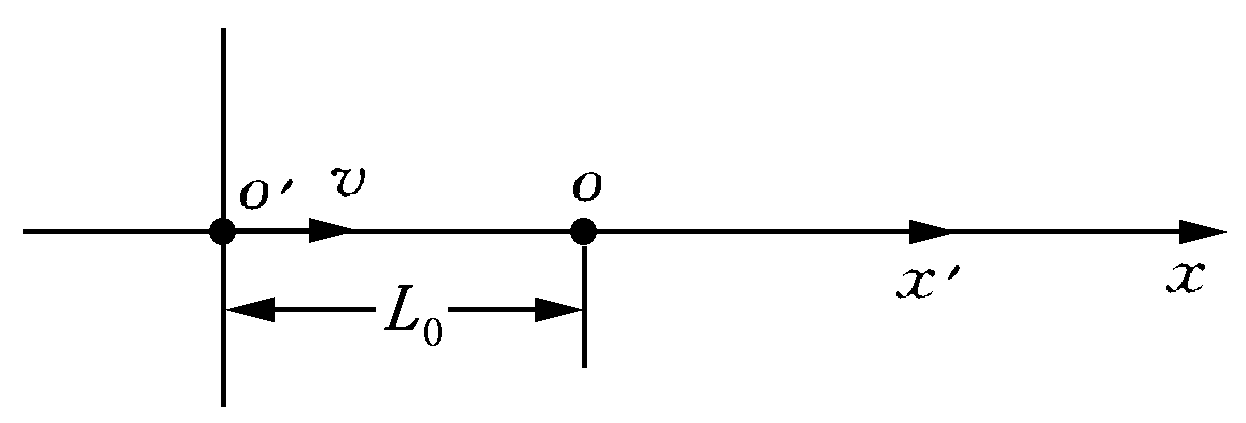 o′ v o
x′ x
L₀